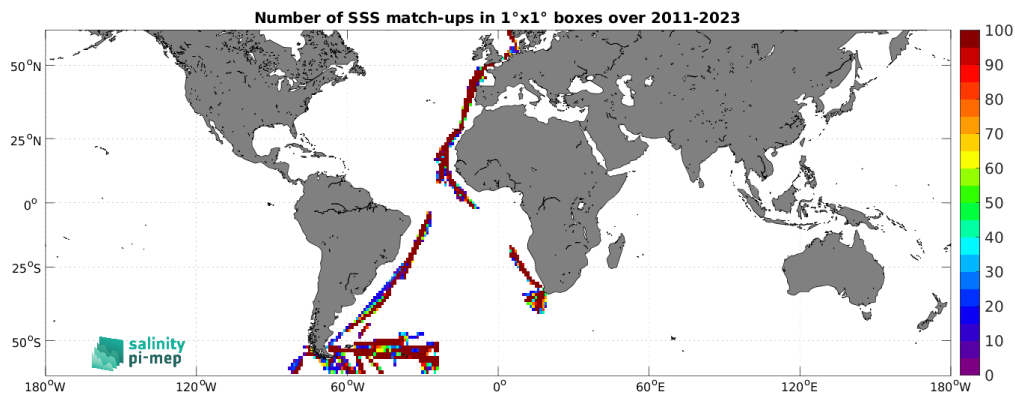 Number of SSS match-ups in 1°x1° boxes over 2011-2023
50°N
25°N
0°
25°S
50°S
180°W 120°W 60°W 0° 60°E 120°E 180°W
100
90
80
70
60
50
40
30
20
10
0
salinity
pi-mep